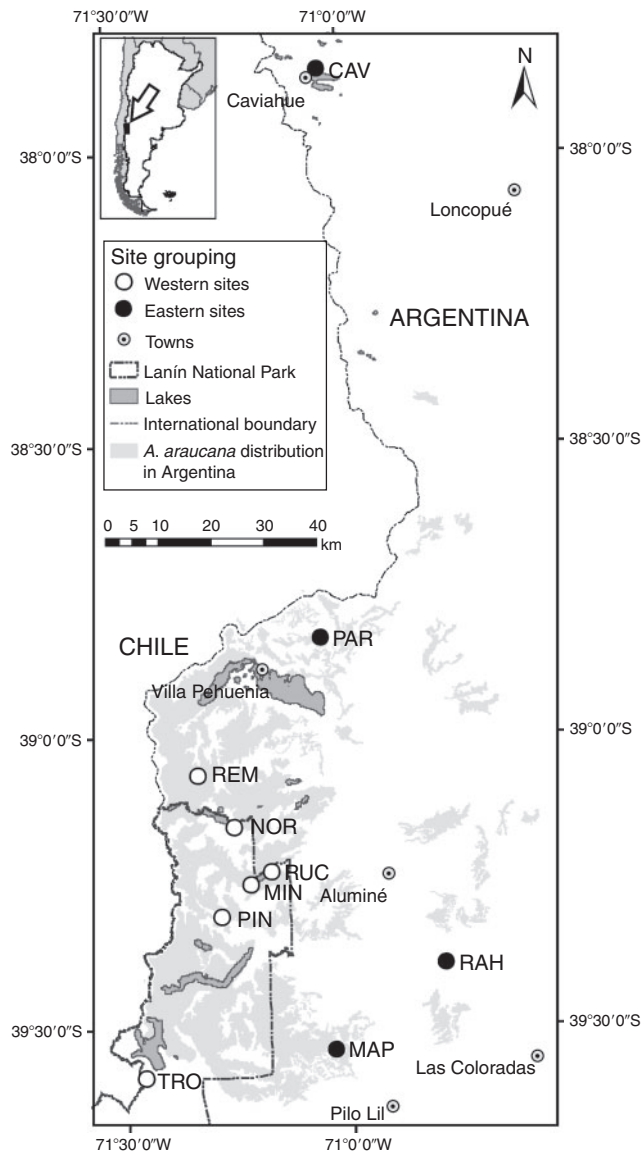 71°30′0″W
71°0′0″W
CAV
Caviahue
N
38°0′0″S
38°0′0″S
Loncopué
Site grouping
Western sites
Eastern sites
Towns
Lanín National Park
Lakes
International boundary
A. araucana distribution
in Argentina
ARGENTINA
38°30′0″S
38°30′0″S
0 5 10 20 30 40
km
CHILE
PAR
Villa Pehuenia
39°0′0″S
39°0′0″S
REM
NOR
RUC
MIN
Aluminé
PIN
RAH
39°30′0″S
39°30′0″S
MAP
Las Coloradas
TRO
Pilo Lil
71°30′0″W
71°0′0″W